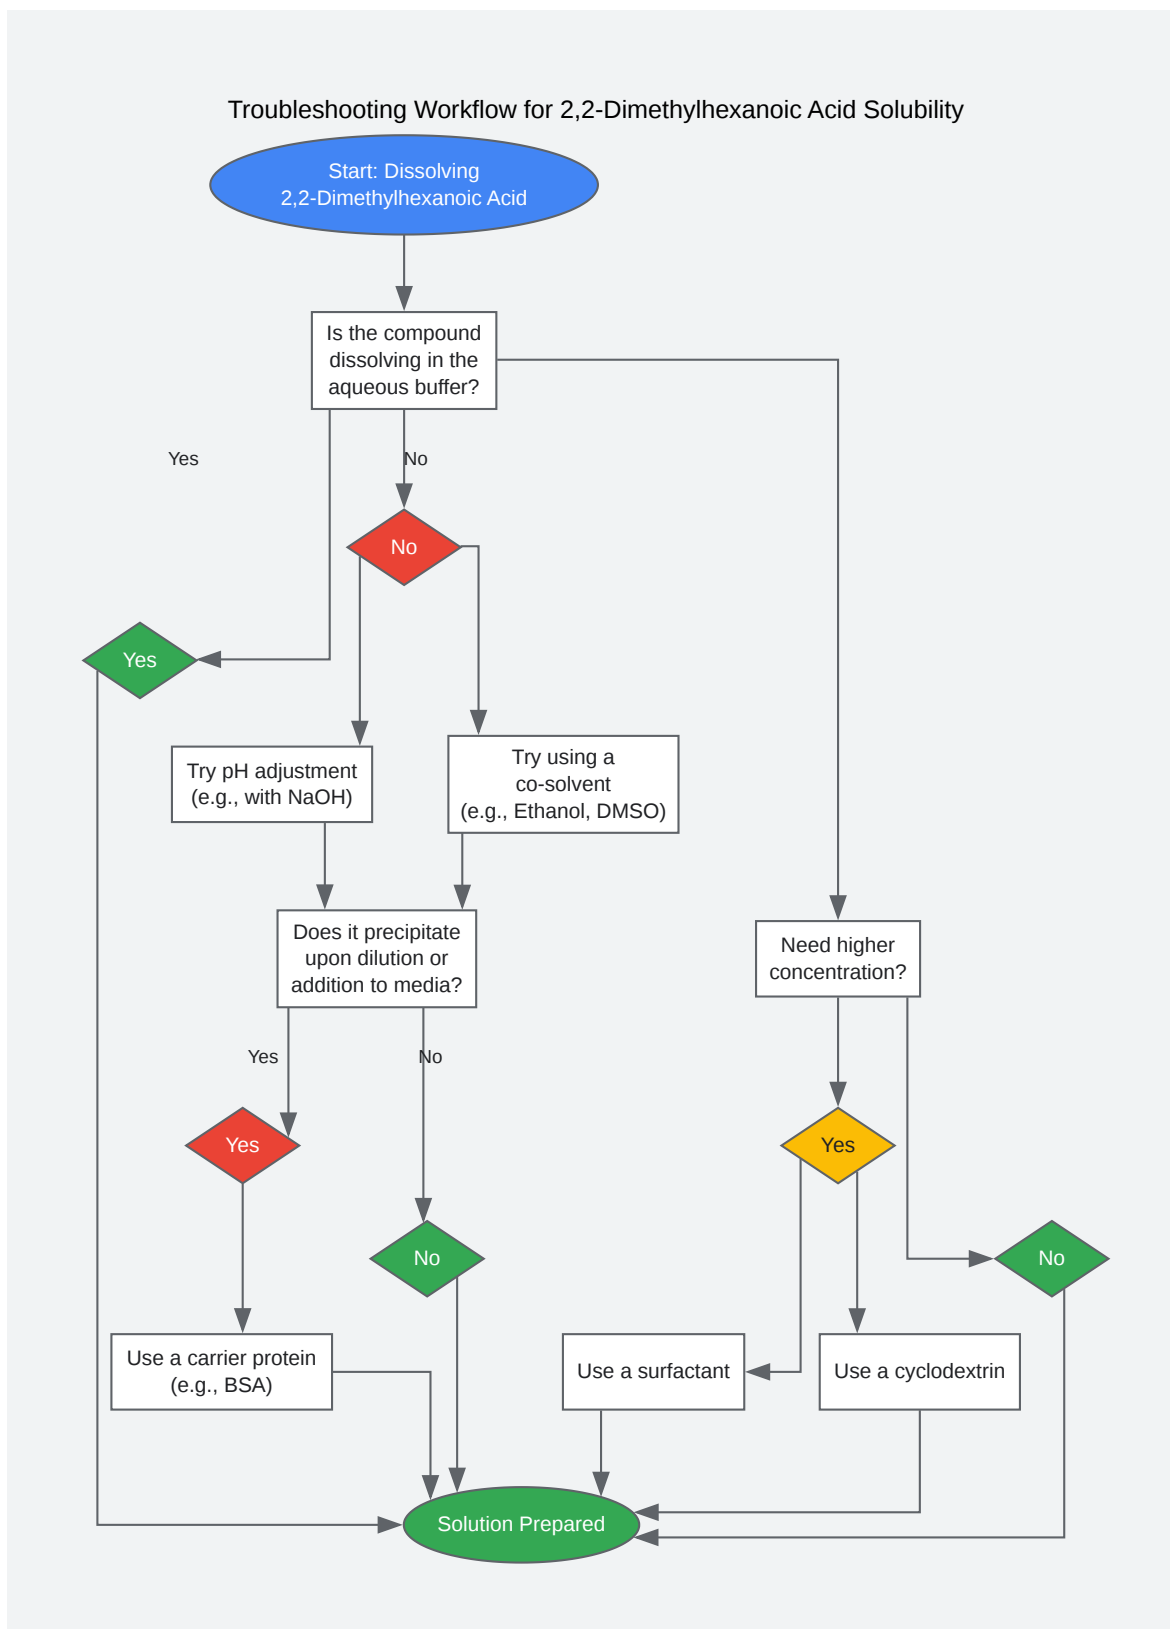 Troubleshooting Workflow for 2,2-Dimethylhexanoic Acid Solubility
Start: Dissolving
2,2-Dimethylhexanoic Acid
Is the compound
dissolving in the
aqueous buffer?
Yes
No
No
Yes
Try pH adjustment
(e.g., with NaOH)
Try using a
co-solvent
(e.g., Ethanol, DMSO)
Does it precipitate
upon dilution or
addition to media?
Need higher
concentration?
Yes
No
Yes
Yes
No
No
Use a carrier protein
(e.g., BSA)
Use a surfactant
Use a cyclodextrin
Solution Prepared